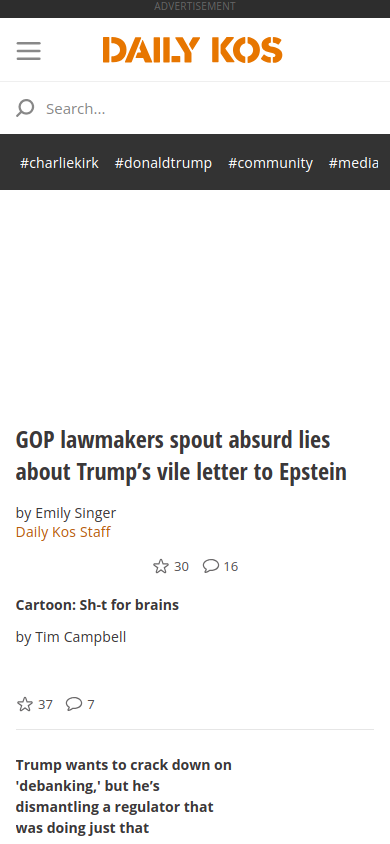 ADVERTISEMENT
DAILY KOS
Search...
#charliekirk #donaldtrump #community #media
GOP lawmakers spout absurd lies
about Trump’s vile letter to Epstein
by Emily Singer
Daily Kos Staff
30 16
Cartoon: Sh-t for brains
by Tim Campbell
37 7
Trump wants to crack down on
'debanking,' but he’s
dismantling a regulator that
was doing just that